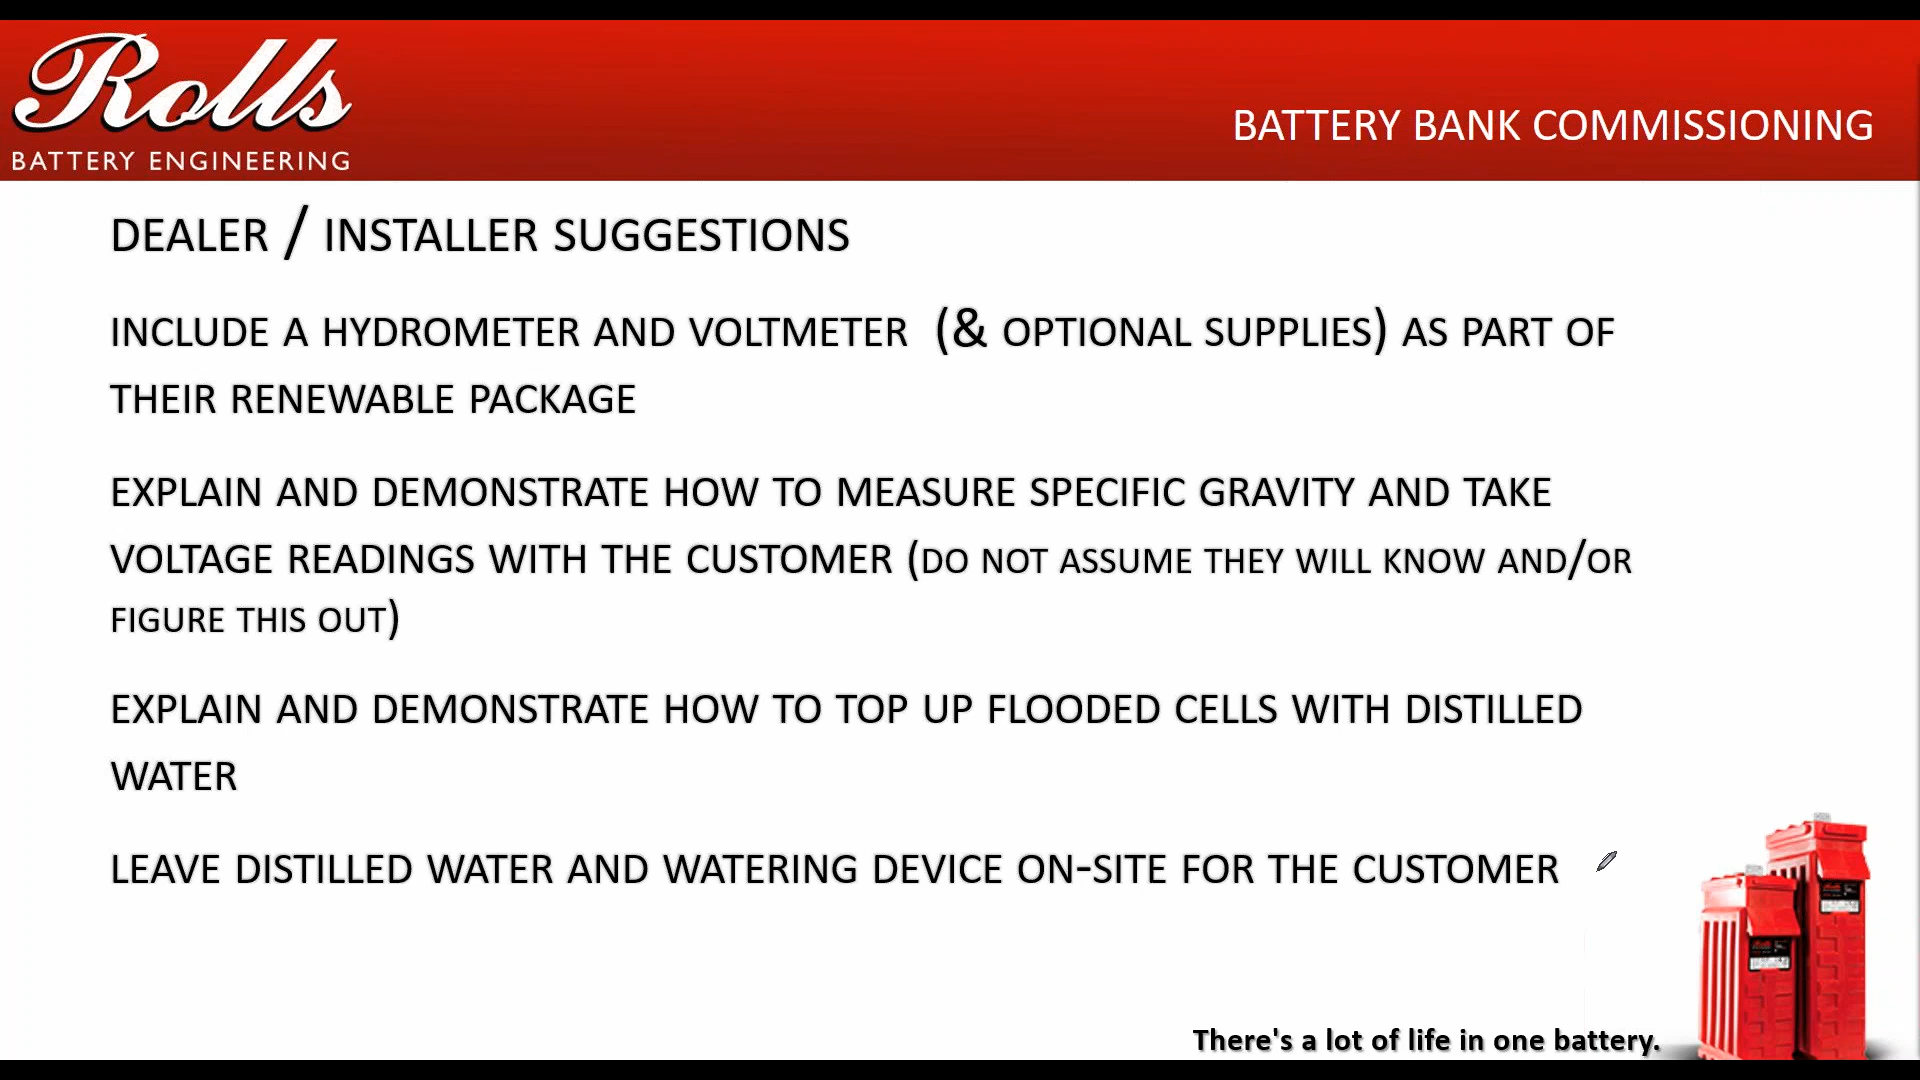 Rolls
BATTERY ENGINEERING
BATTERY BANK COMMISSIONING
DEALER / INSTALLER SUGGESTIONS
INCLUDE A HYDROMETER AND VOLTMETER (& OPTIONAL SUPPLIES) AS PART OF
THEIR RENEWABLE PACKAGE
EXPLAIN AND DEMONSTRATE HOW TO MEASURE SPECIFIC GRAVITY AND TAKE
VOLTAGE READINGS WITH THE CUSTOMER (DO NOT ASSUME THEY WILL KNOW AND/OR
FIGURE THIS OUT)
EXPLAIN AND DEMONSTRATE HOW TO TOP UP FLOODED CELLS WITH DISTILLED
WATER
LEAVE DISTILLED WATER AND WATERING DEVICE ON-SITE FOR THE CUSTOMER
There's a lot of life in one battery.